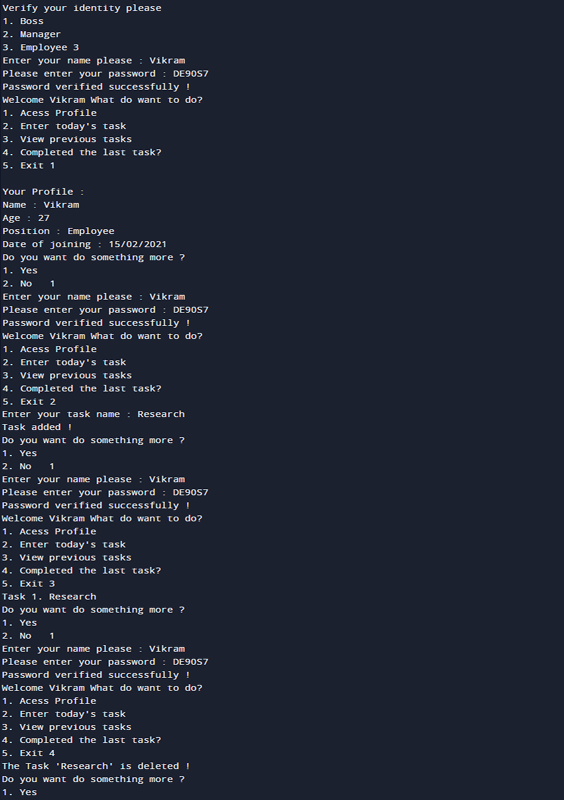 Verify your identity please
1. Boss
2. Manager
3. Employee 3
Enter your name please : Vikram
Please enter your password : DE9OS7
Password verified successfully !
Welcome Vikram What do want to do?
1. Acess Profile
2. Enter today's task
3. View previous tasks
4. Completed the last task?
5. Exit 1
Your Profile :
Name : Vikram
Age : 27
Position : Employee
Date of joining : 15/02/2021
Do you want do something more ?
1. Yes
2. No   1
Enter your name please : Vikram
Please enter your password : DE9OS7
Password verified successfully !
Welcome Vikram What do want to do?
1. Acess Profile
2. Enter today's task
3. View previous tasks
4. Completed the last task?
5. Exit 2
Enter your task name : Research
Task added !
Do you want do something more ?
1. Yes
2. No   1
Enter your name please : Vikram
Please enter your password : DE9OS7
Password verified successfully !
Welcome Vikram What do want to do?
1. Acess Profile
2. Enter today's task
3. View previous tasks
4. Completed the last task?
5. Exit 3
Task 1. Research
Do you want do something more ?
1. Yes
2. No   1
Enter your name please : Vikram
Please enter your password : DE9OS7
Password verified successfully !
Welcome Vikram What do want to do?
1. Acess Profile
2. Enter today's task
3. View previous tasks
4. Completed the last task?
5. Exit 4
The Task 'Research' is deleted !
Do you want do something more ?
1. Yes